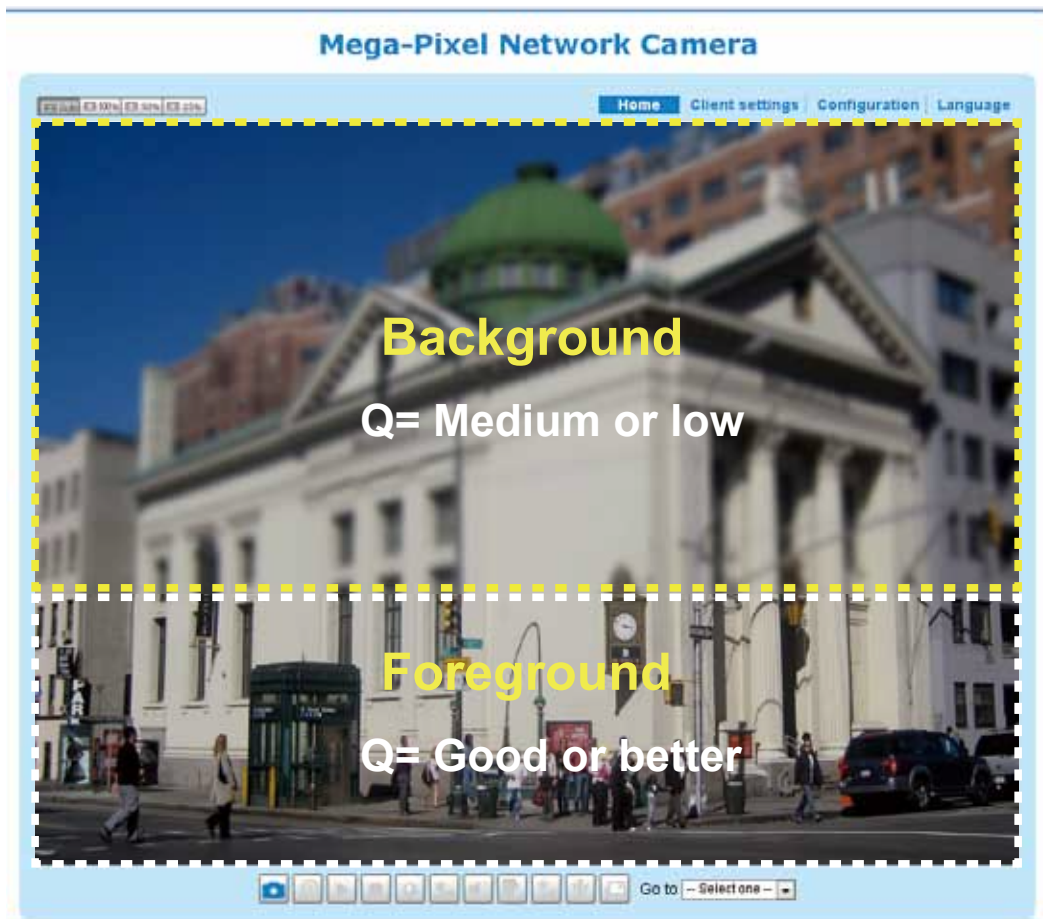 Mega-Pixel Network Camera
Home Client settings Configuration Language
Background
Q= Medium or low
Foreground
Q= Good or better
Go to -- Select one --